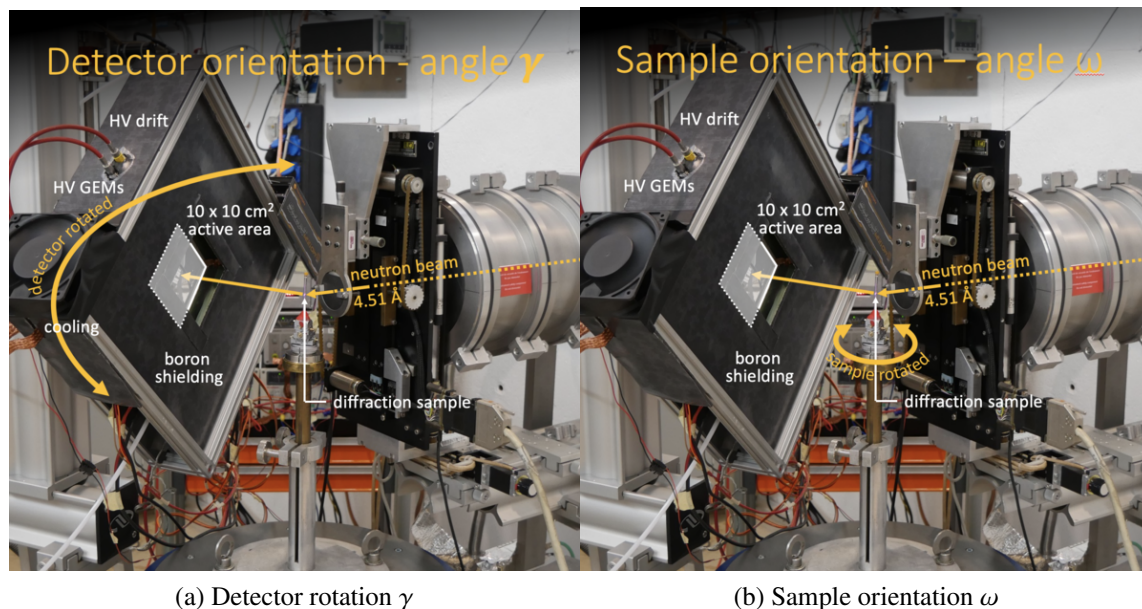 Detector orientation - angle γ
HV drift
HV GEMs
10 x 10 cm²
active area
detector rotated
neutron beam
4.51 Å
cooling
boron
shielding
diffraction sample
(a) Detector rotation γ
Sample orientation – angle ω
HV drift
HV GEMs
10 x 10 cm²
active area
neutron beam
4.51 Å
sample rotated
boron
shielding
diffraction sample
(b) Sample orientation ω